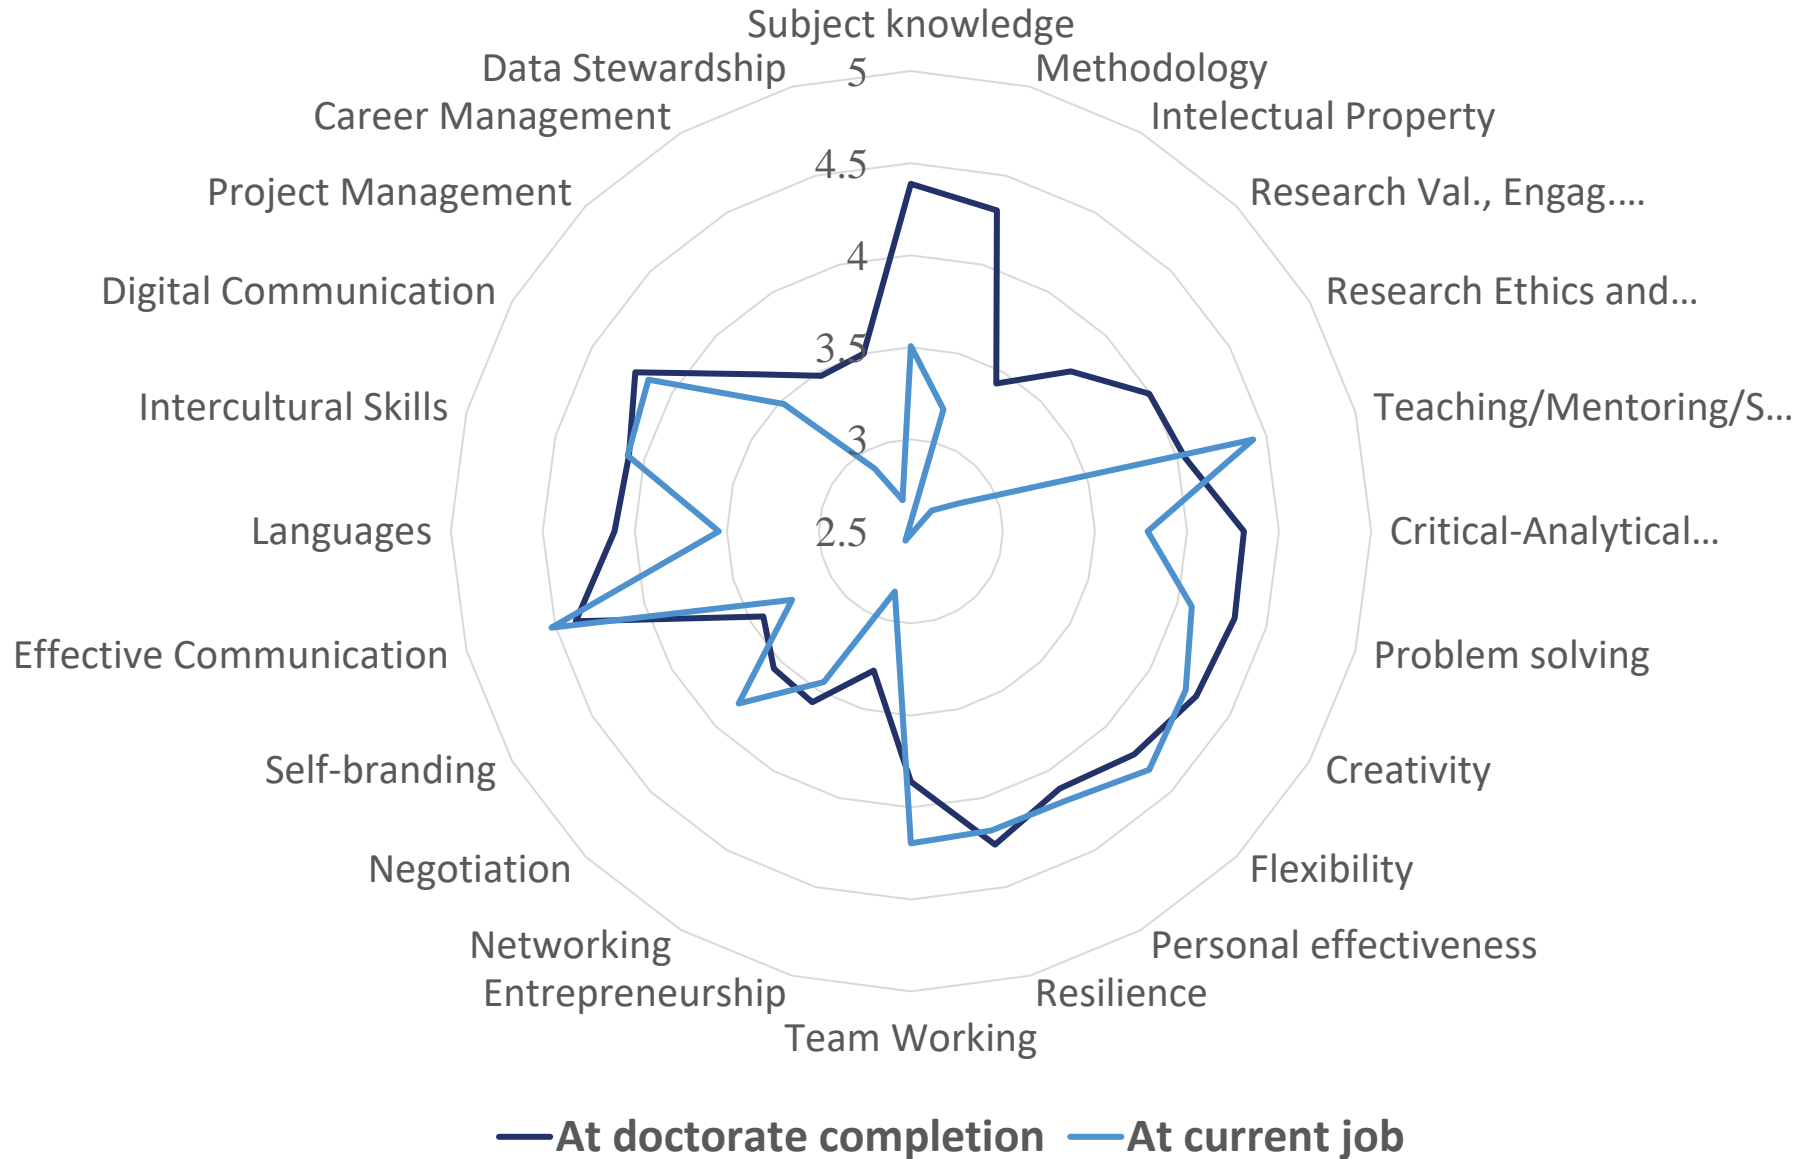 Subject knowledge
Data Stewardship
Methodology
Career Management
Intelectual Property
Project Management
Research Val., Engag.…
Digital Communication
Research Ethics and…
Intercultural Skills
Teaching/Mentoring/S…
Languages
Critical-Analytical…
Effective Communication
Problem solving
Self-branding
Creativity
Negotiation
Flexibility
Networking
Personal effectiveness
Entrepreneurship
Resilience
Team Working
5
4.5
4
3.5
3
2.5
At doctorate completion
At current job